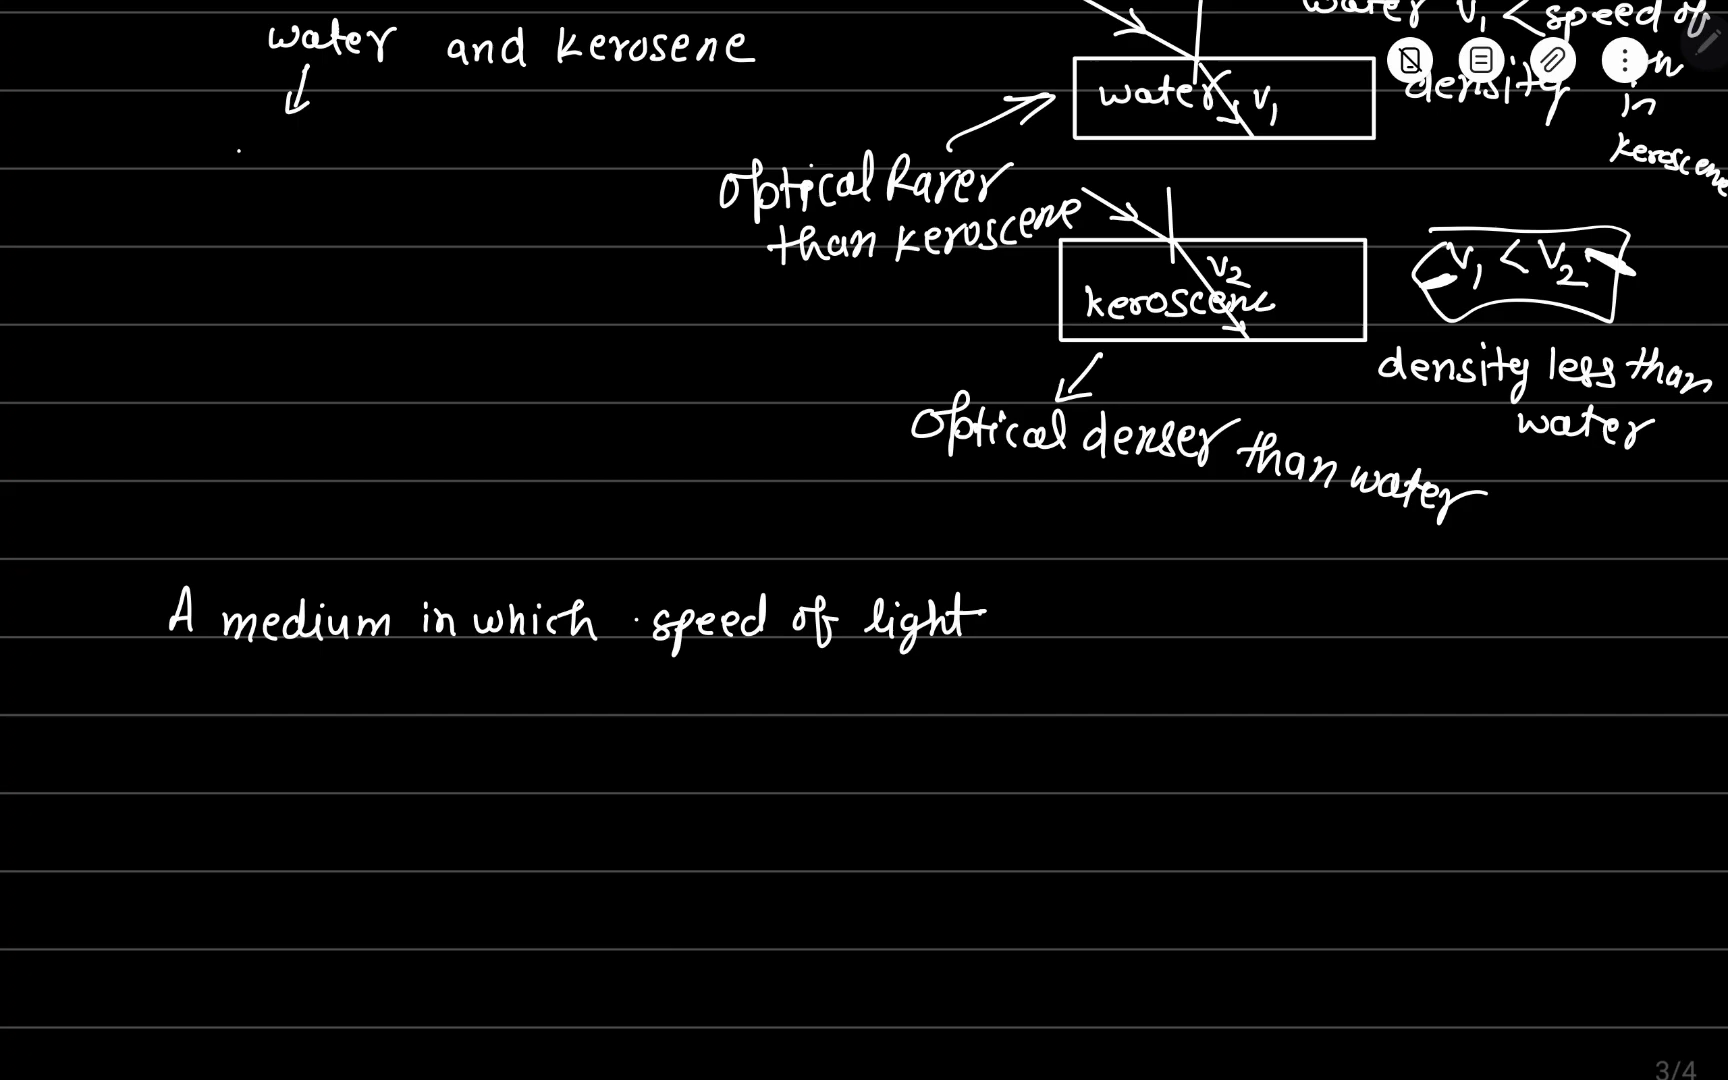 water and kerosene
water V₁ < speed of
density in
keroscene
water V₁
optical Rarer
than keroscene
V₂
keroscene
V₁ < V₂
density less than
water
optical denser than water
A medium in which speed of light
3/4